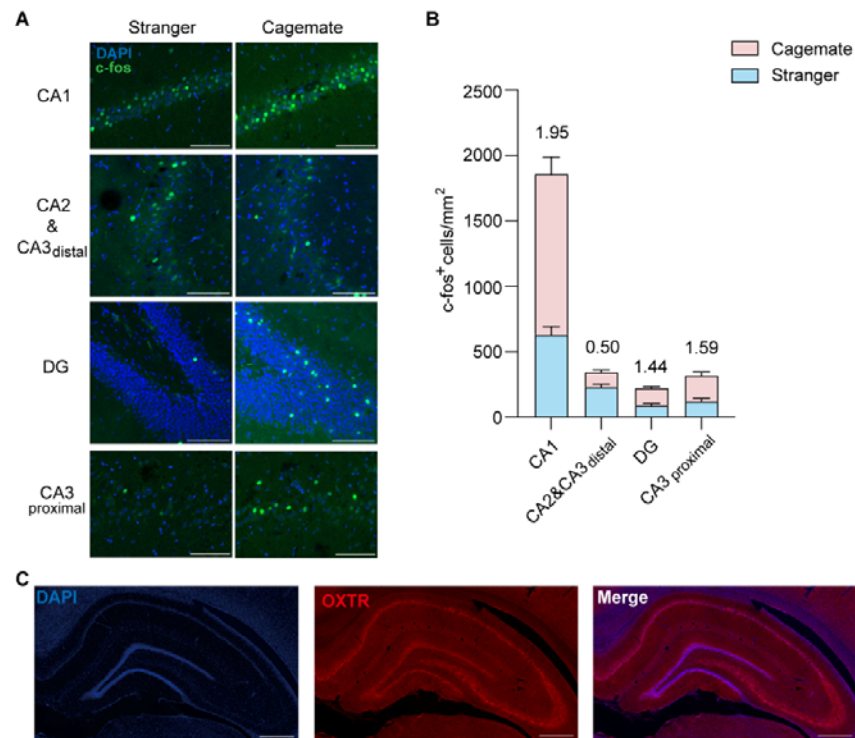 A
Stranger
Cagemate
DAPI
c-fos
CA1
CA2
&
CA3distal
DG
CA3
proximal
B
Cagemate
Stranger
c-fos⁺ cells/mm²
2500
2000
1500
1000
500
0
1.95
0.50
1.44
1.59
CA1
CA2&CA3 distal
DG
CA3 proximal
C
DAPI
OXTR
Merge